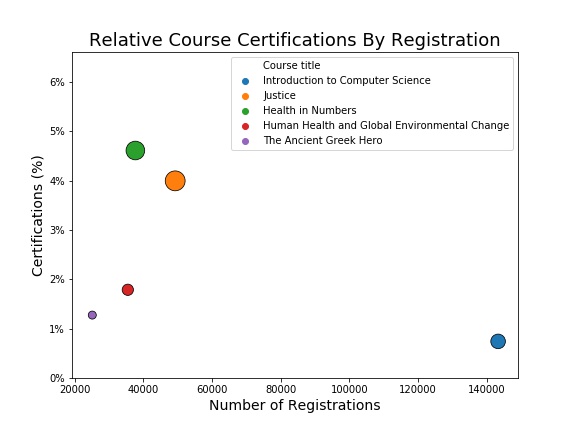 Relative Course Certifications By Registration
Course title
Introduction to Computer Science
Justice
Health in Numbers
Human Health and Global Environmental Change
The Ancient Greek Hero
Certifications (%)
6%
5%
4%
3%
2%
1%
0%
20000 40000 60000 80000 100000 120000 140000
Number of Registrations